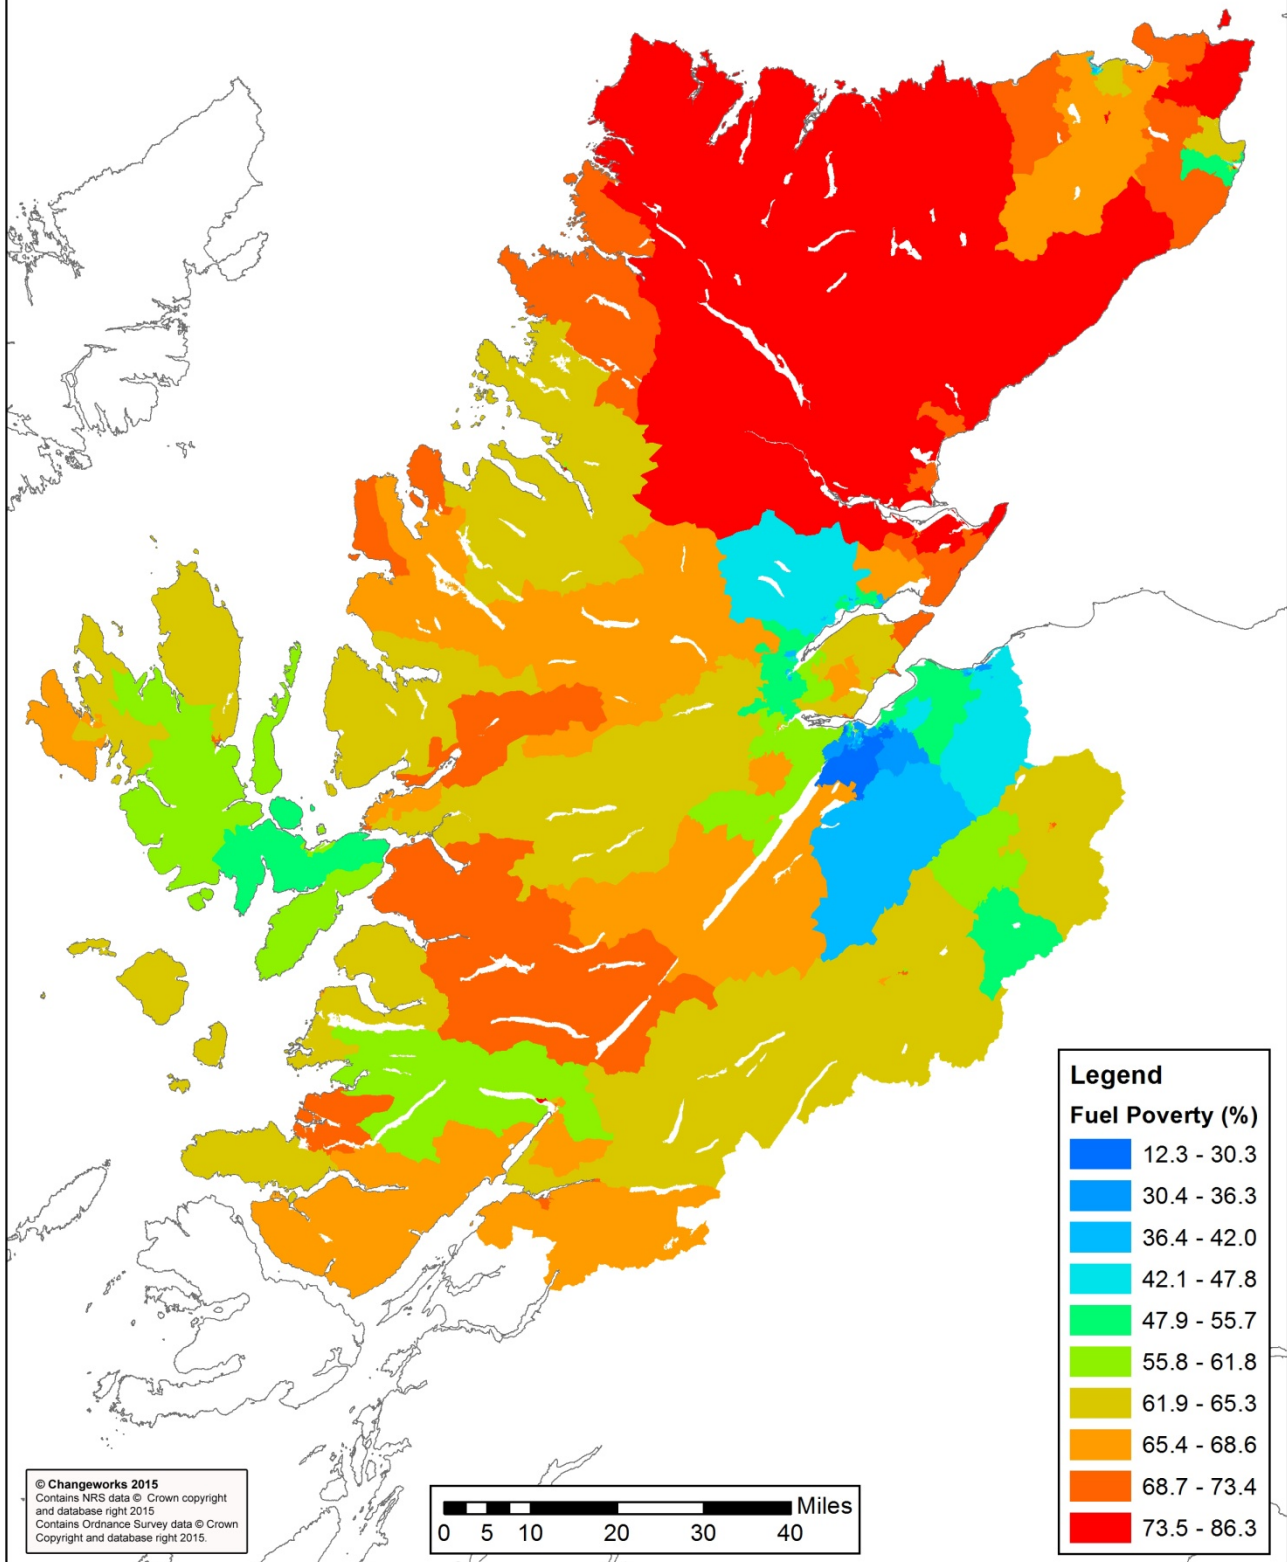 Legend
Fuel Poverty (%)
12.3 - 30.3
30.4 - 36.3
36.4 - 42.0
42.1 - 47.8
47.9 - 55.7
55.8 - 61.8
61.9 - 65.3
65.4 - 68.6
68.7 - 73.4
73.5 - 86.3
© Changeworks 2015
Contains NRS data © Crown copyright
and database right 2015
Contains Ordnance Survey data © Crown
Copyright and database right 2015.
Miles
0 5 10 20 30 40